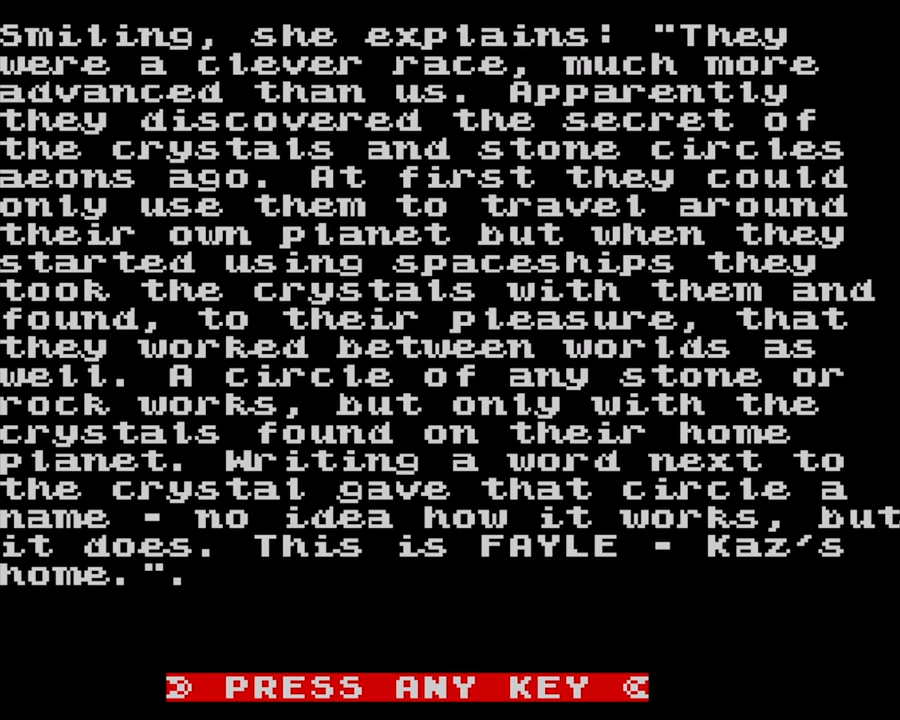 Smiling, she explains: "They
were a clever race, much more
advanced than us. Apparently
they discovered the secret of
the crystals and stone circles
aeons ago. At first they could
only use them to travel around
their own planet but when they
started using spaceships they
took the crystals with them and
found, to their pleasure, that
they worked between worlds as
well. A circle of any stone or
rock works, but only with the
crystals found on their home
planet. Writing a word next to
the crystal gave that circle a
name - no idea how it works, but
it does. This is FAYLE - Kaz's
home.".
PRESS ANY KEY